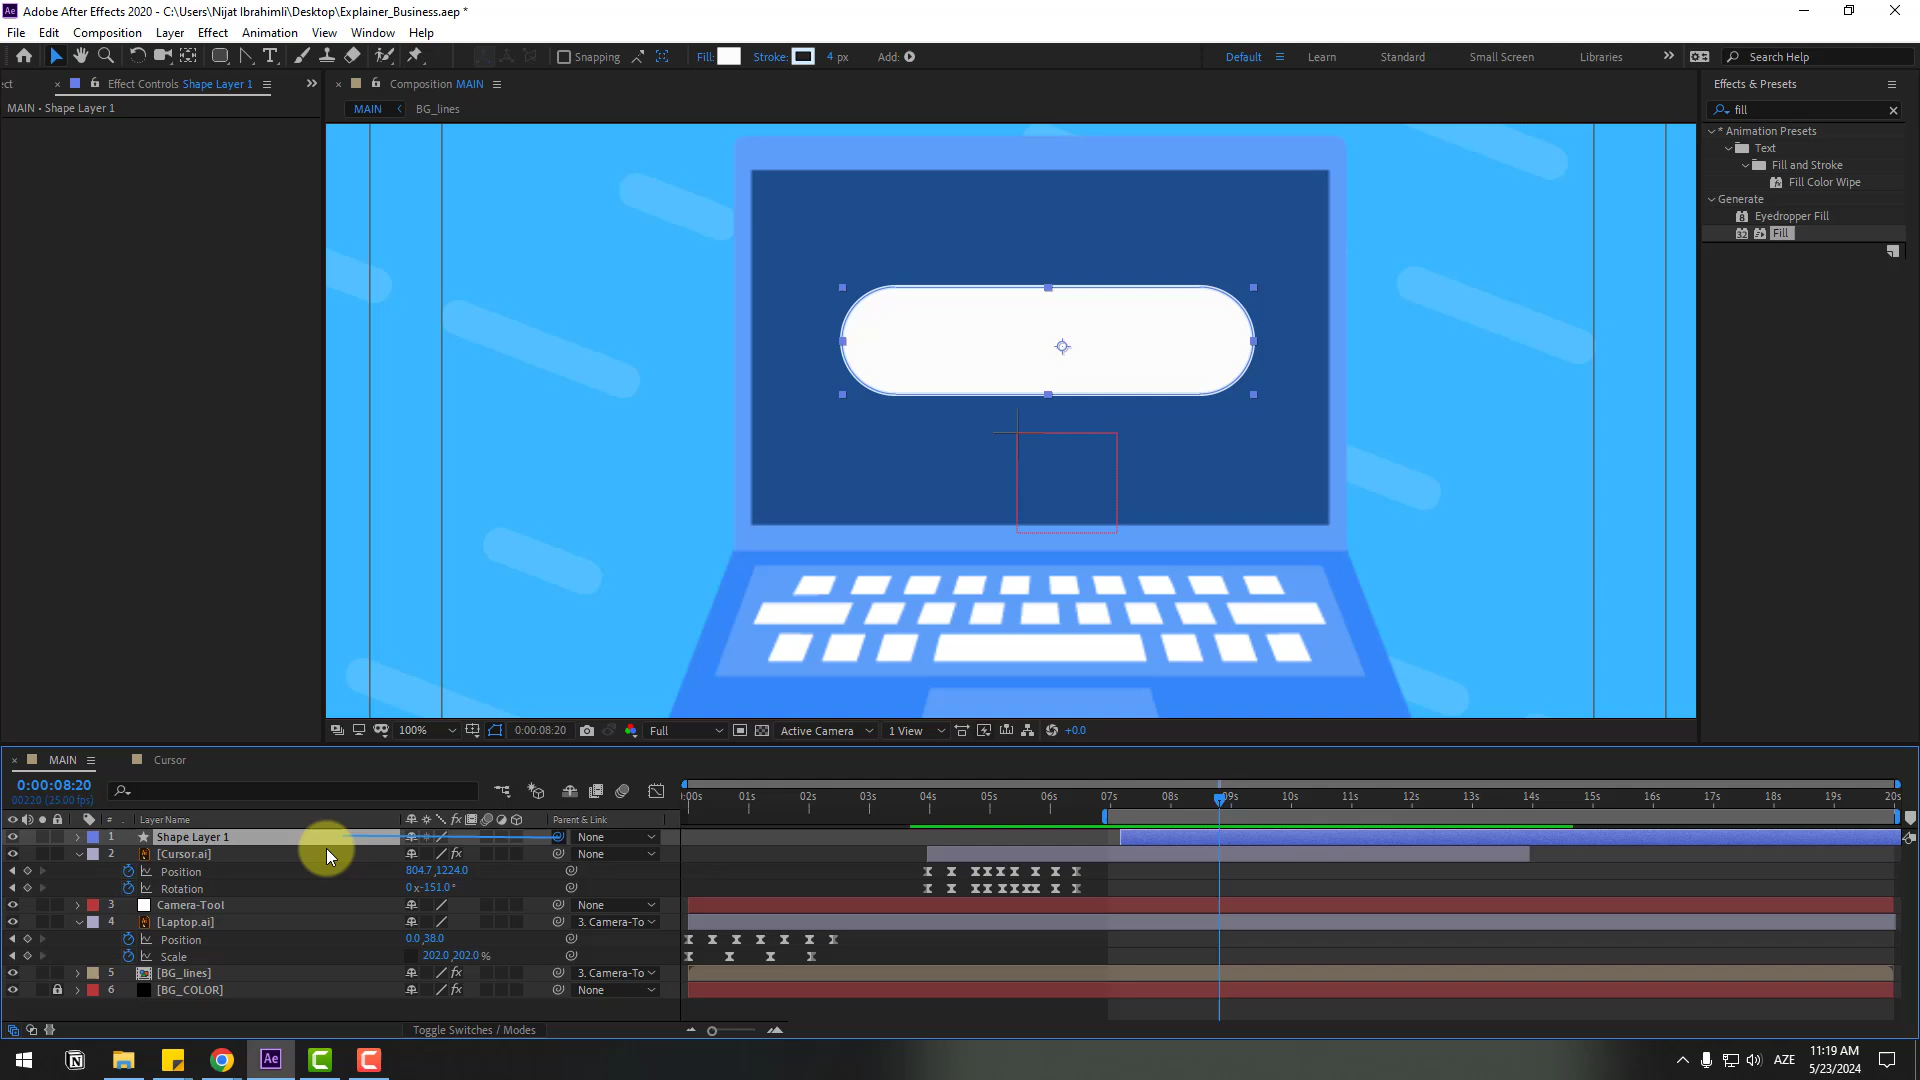 Ae Adobe After Effects 2020 - C:\Users\Nijat Ibrahimli\Desktop\Explainer_Business.aep *
File Edit Composition Layer Effect Animation View Window Help
Snapping Fill: Stroke: 4 px Add: Default Learn Standard Small Screen Libraries Search Help
ect Effect Controls Shape Layer 1 Composition MAIN Effects & Presets
MAIN • Shape Layer 1
MAIN BG_lines
fill
* Animation Presets
Text
Fill and Stroke
Fill Color Wipe
Generate
Eyedropper Fill
32 Fill
100% 0:00:08:20 Full Active Camera 1 View +0.0
MAIN Cursor
0:00:08:20
00220 (25.00 fps)
:00s 01s 02s 03s 04s 05s 06s 07s 08s 09s 10s 11s 12s 13s 14s 15s 16s 17s 18s 19s 20s
# Layer Name Parent & Link
1 Shape Layer 1 None
2 [Cursor.ai] fx None
Position 804.7,1224.0
Rotation 0x-151.0°
3 Camera-Tool None
4 [Laptop.ai] 3. Camera-To
Position 0.0,38.0
Scale 202.0,202.0%
5 [BG_lines] fx 3. Camera-To
6 [BG_COLOR] fx None
Toggle Switches / Modes
Ae AZE 11:19 AM
5/23/2024